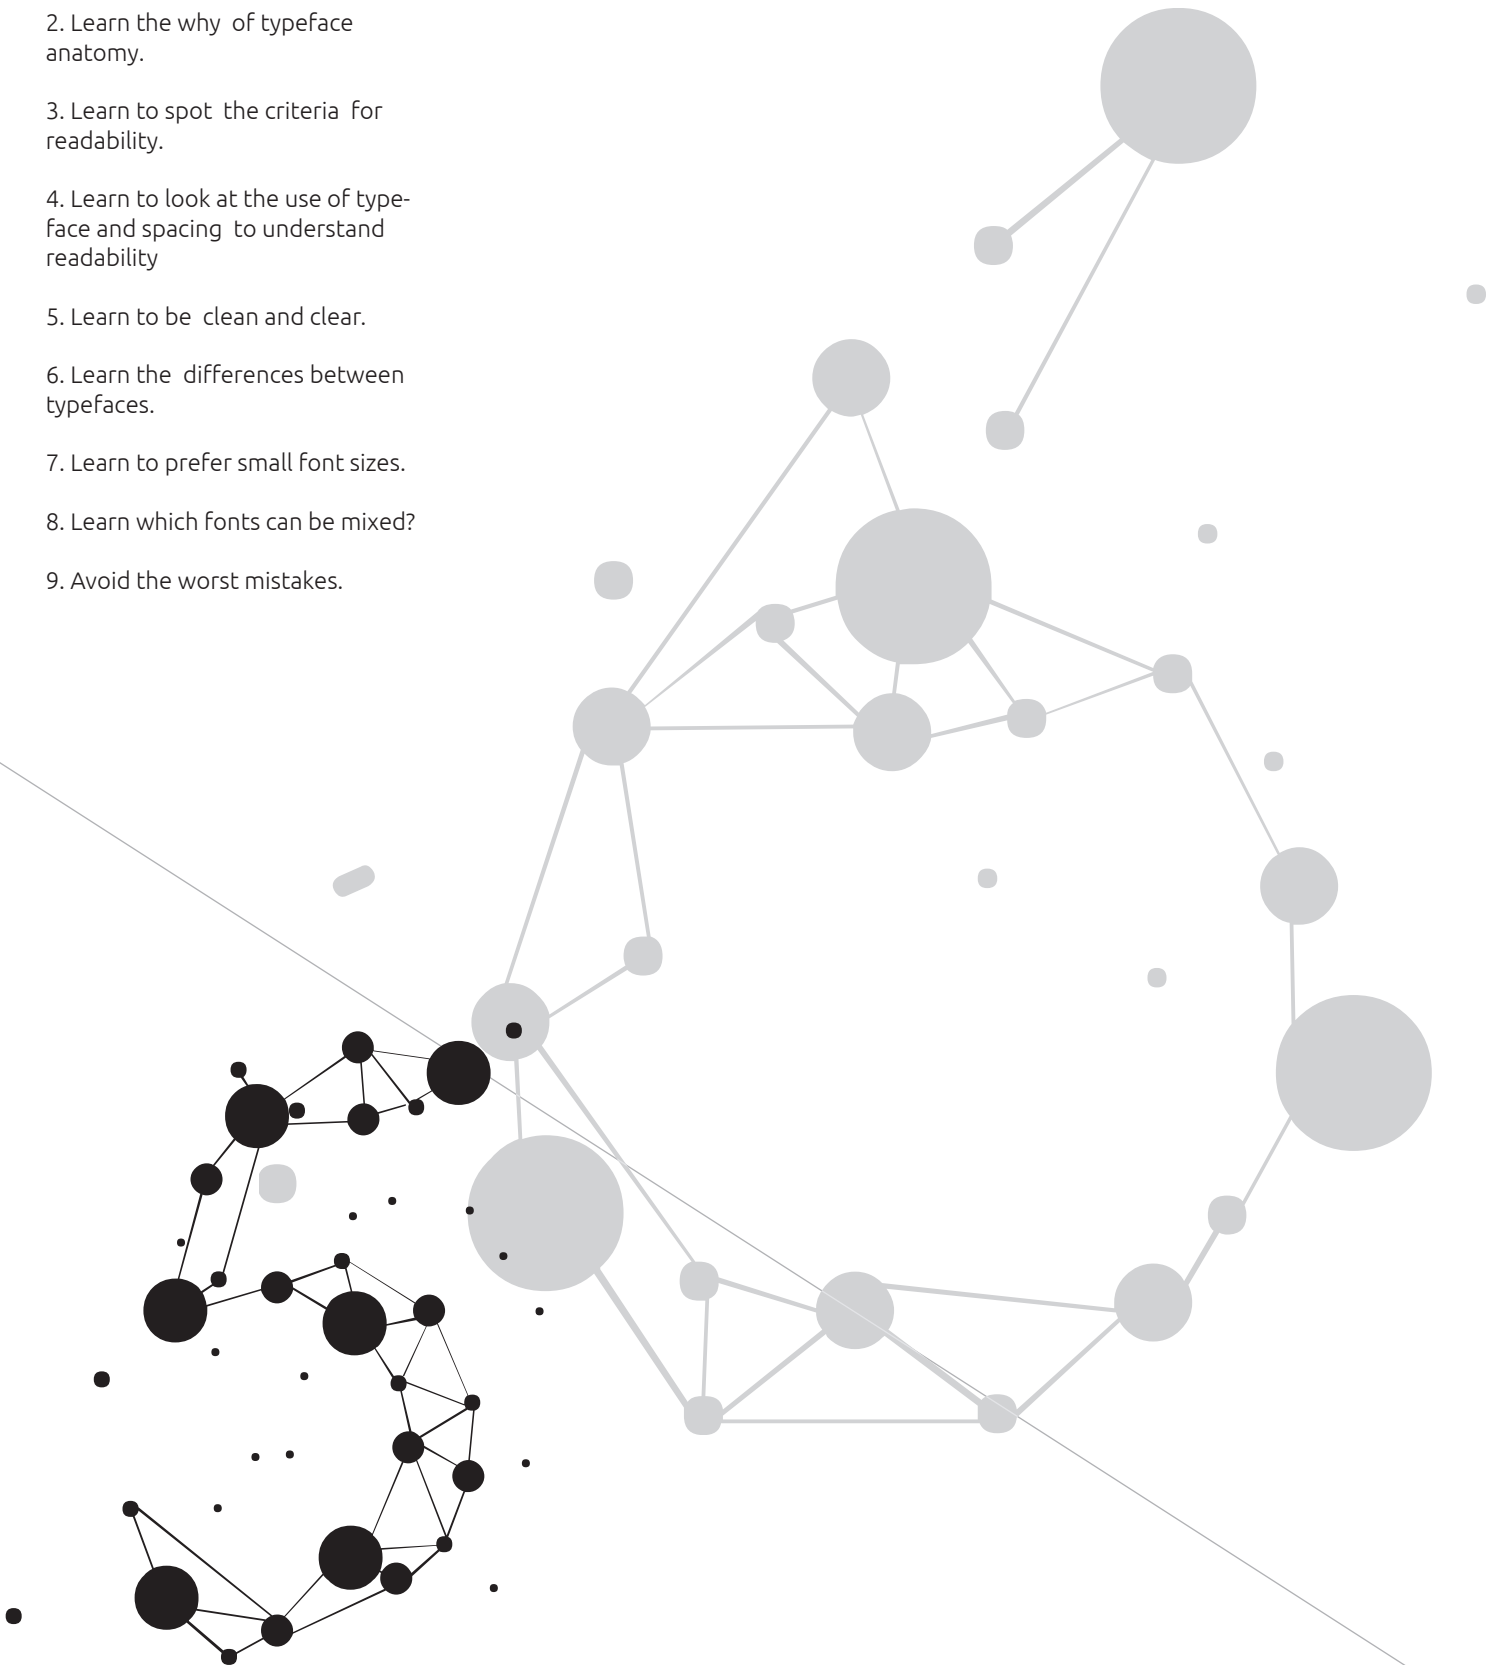 2. Learn the why  of typeface
anatomy.
3. Learn to spot  the criteria  for
readability.
4. Learn to look at the use of type-
face and spacing  to understand
readability
5. Learn to be  clean and clear.
6. Learn the  differences between
typefaces.
7. Learn to prefer small font sizes.
8. Learn which fonts can be mixed?
9. Avoid the worst mistakes.